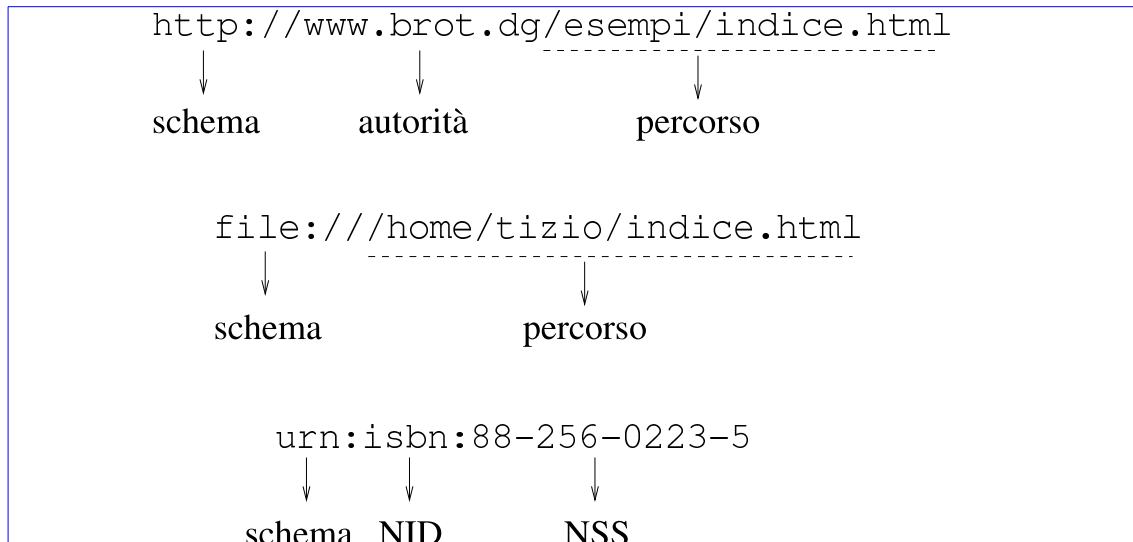 http://www.brot.dg/esempi/indice.html
schema autorità percorso
file:///home/tizio/indice.html
schema percorso
urn:isbn:88-256-0223-5
schema NID NSS